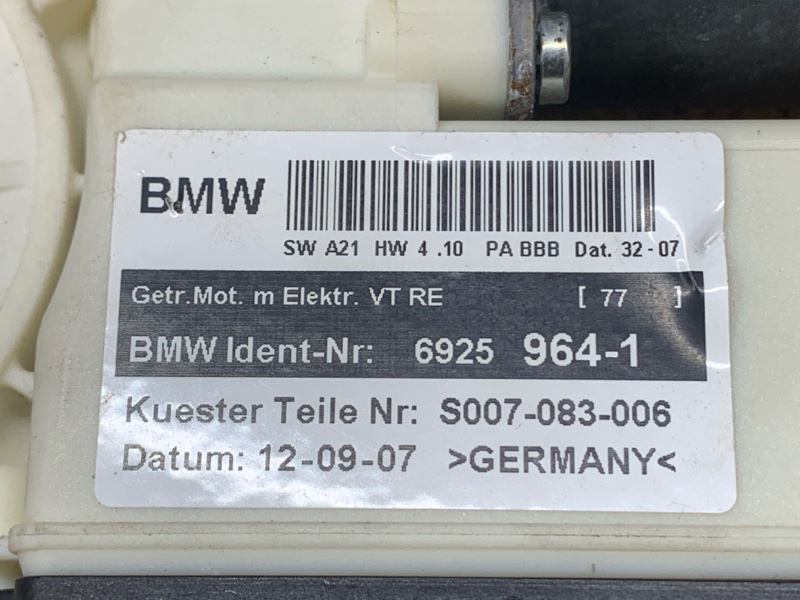 BMW
SW A21 HW 4 .10 PA BBB Dat. 32-07
Getr.Mot. m Elektr. VT RE [ 77 ]
BMW Ident-Nr: 6925 964-1
Kuester Teile Nr: S007-083-006
Datum: 12-09-07 >GERMANY<